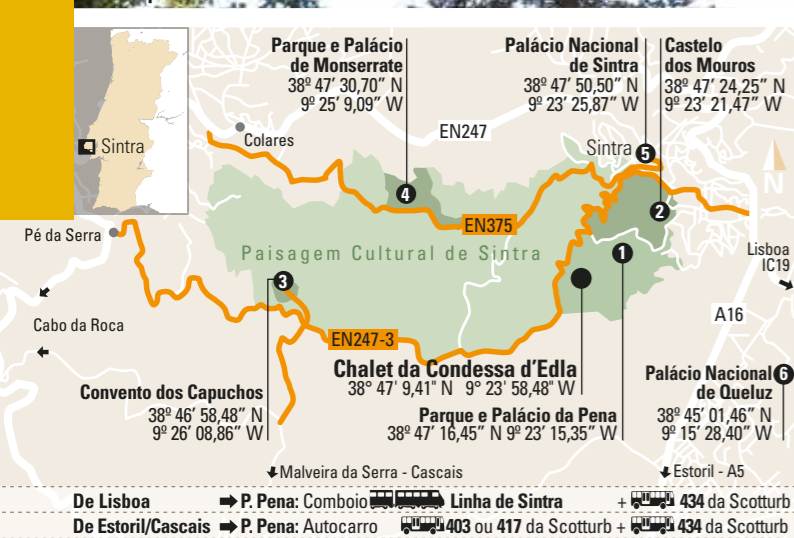 Parque e Palácio
de Monserrate
38º 47' 30,70" N
9º 25' 9,09" W
Palácio Nacional
de Sintra
38º 47' 50,50" N
9º 23' 25,87" W
Castelo
dos Mouros
38º 47' 24,25" N
9º 23' 21,47" W
Sintra
Colares
EN247
Sintra
5
N
4
2
Pé da Serra
EN375
Paisagem Cultural de Sintra
1
Lisboa
IC19
3
Cabo da Roca
A16
EN247-3
Chalet da Condessa d'Edla
38° 47' 9,41" N 9° 23' 58,48" W
Convento dos Capuchos
38º 46' 58,48" N
9º 26' 08,86" W
Parque e Palácio da Pena
38º 47' 16,45" N 9º 23' 15,35" W
Palácio Nacional 6
de Queluz
38º 45' 01,46" N
9º 15' 28,40" W
Malveira da Serra - Cascais
Estoril - A5
De Lisboa P. Pena: Comboio Linha de Sintra + 434 da Scotturb
De Estoril/Cascais P. Pena: Autocarro 403 ou 417 da Scotturb + 434 da Scotturb